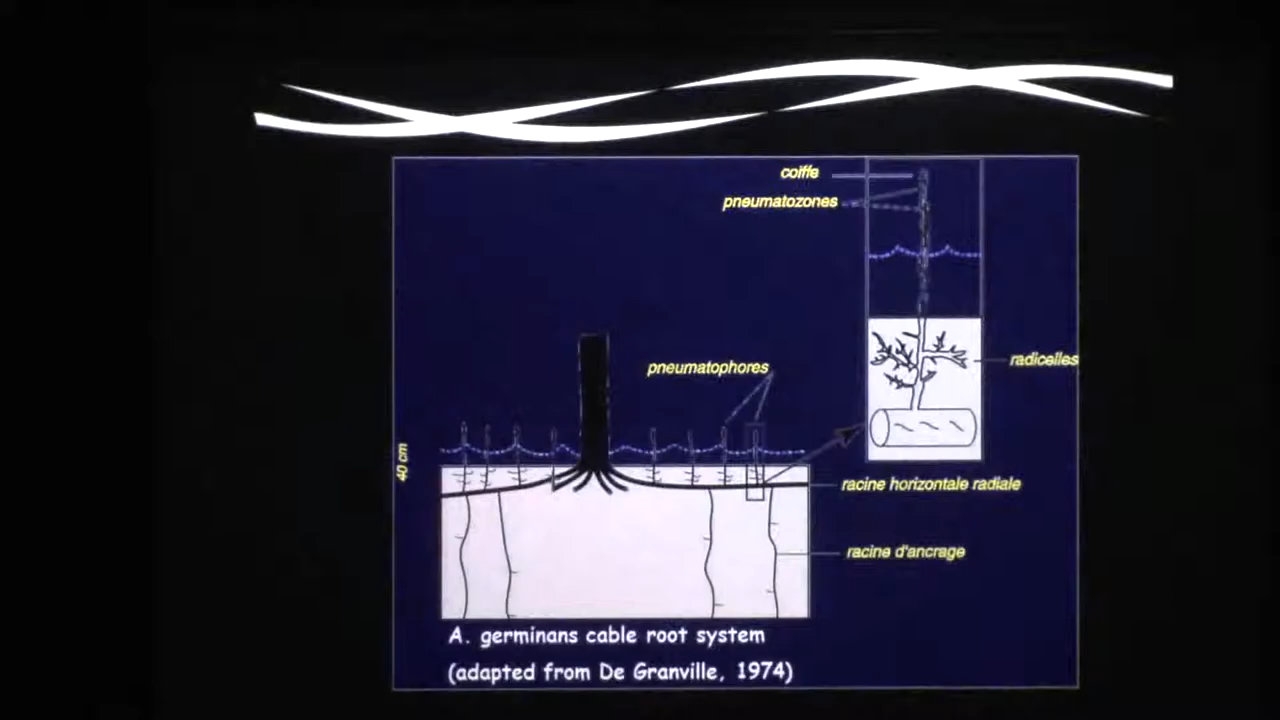 coiffe
pneumatozones
pneumatophores
radicelles
40 cm
racine horizontale radiale
racine d'ancrage
A. germinans cable root system
(adapted from De Granville, 1974)